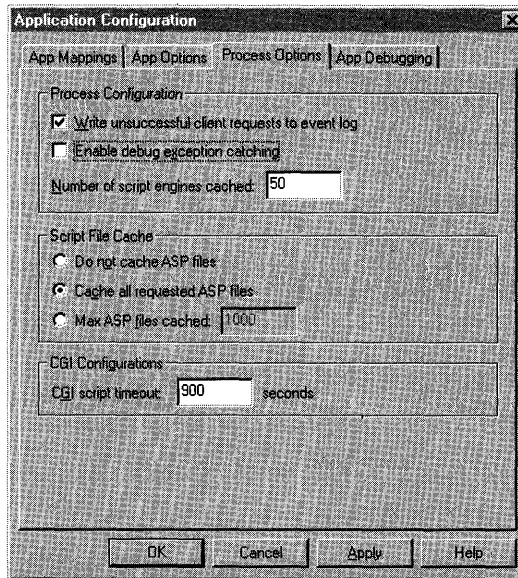 Application Configuration
App Mappings App Options Process Options App Debugging
Process Configuration
Write unsuccessful client requests to event log
Enable debug exception catching
Number of script engines cached: 50
Script File Cache
Do not cache ASP files
Cache all requested ASP files
Max ASP files cached: 1000
CGI Configurations
CGI script timeout: 900 seconds
OK Cancel Apply Help